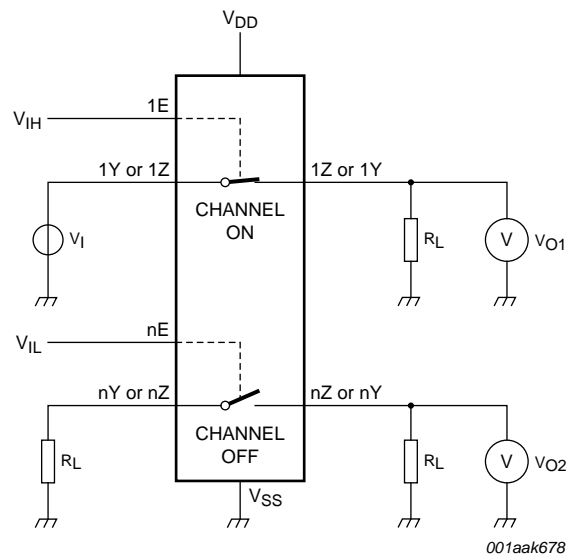 VDD
1E
VIH
1Y or 1Z
1Z or 1Y
CHANNEL
ON
VI
RL
V
VO1
nE
VIL
nY or nZ
nZ or nY
CHANNEL
OFF
RL
RL
V
VO2
VSS
001aak678